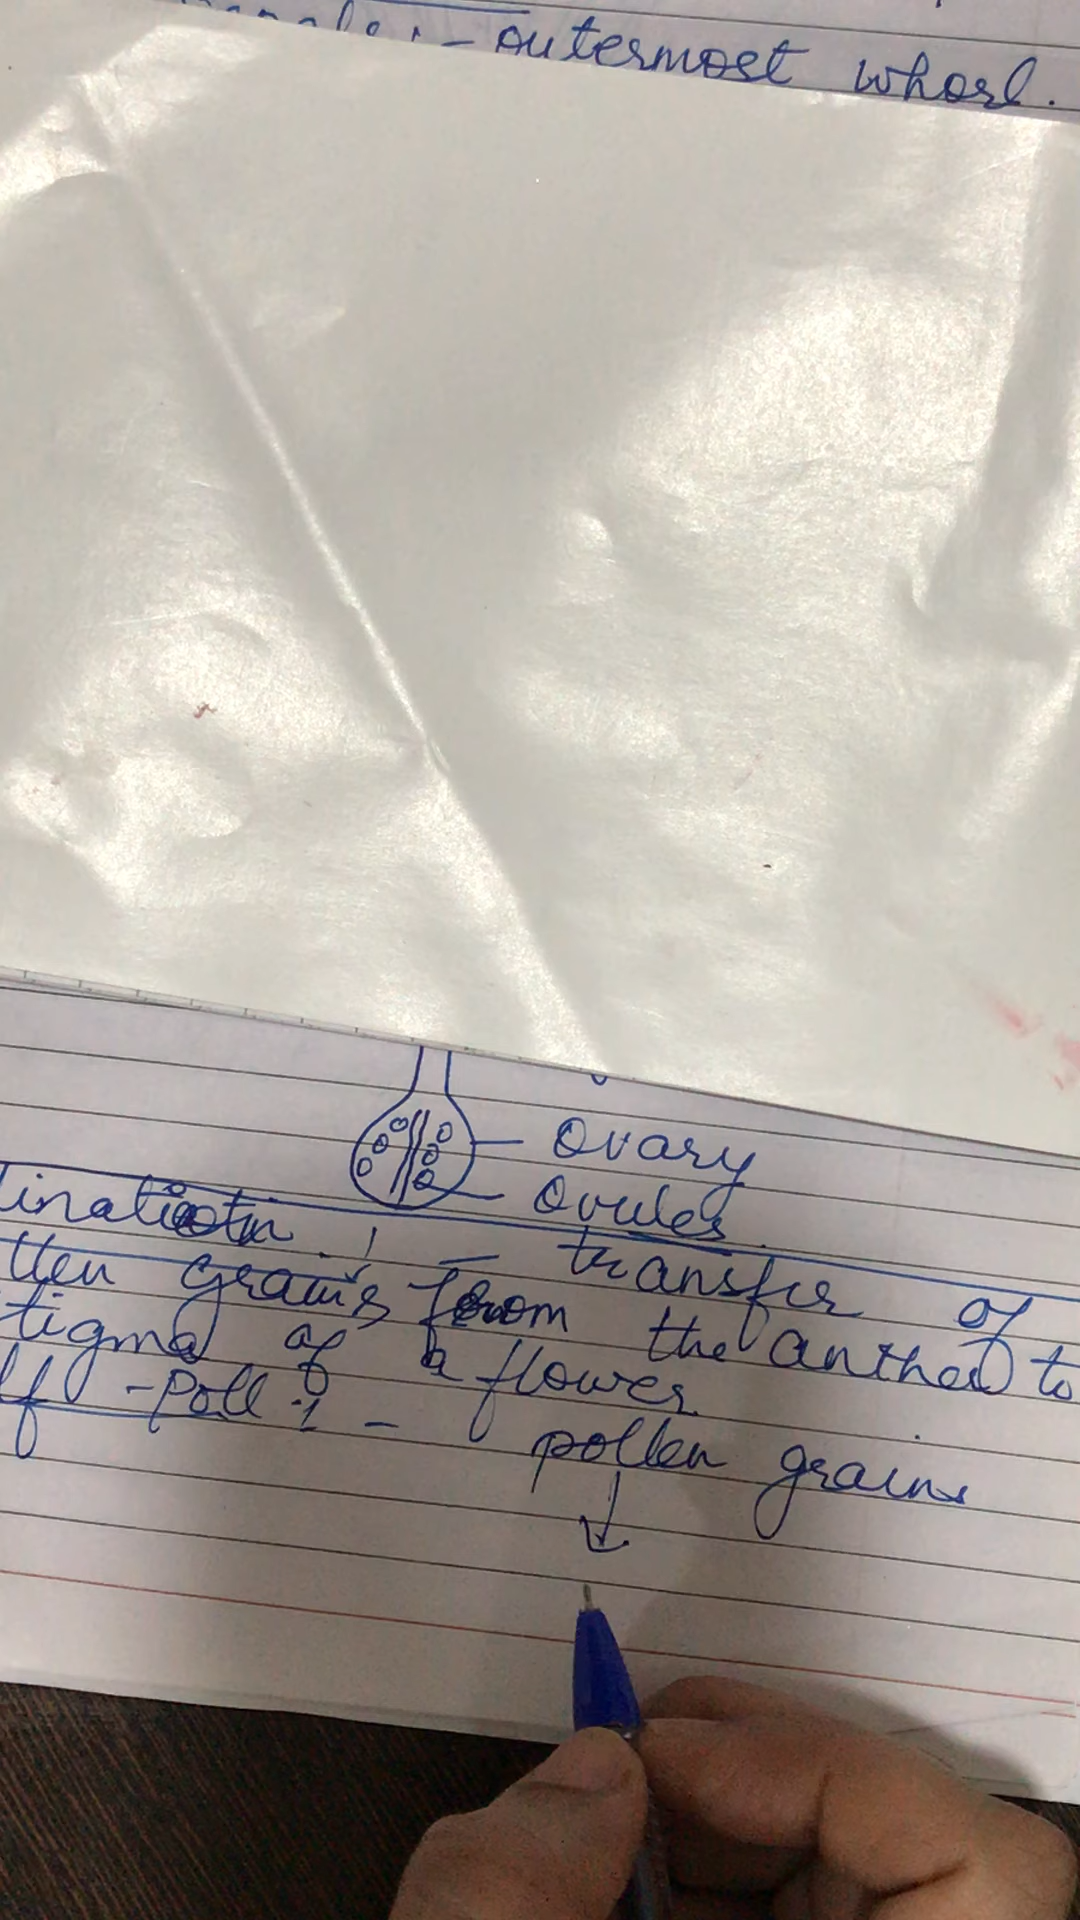 outermost whorl.
Ovary
Ovules
transfer of
grains from the anther to
of a flower
-Poll :-
pollen grains